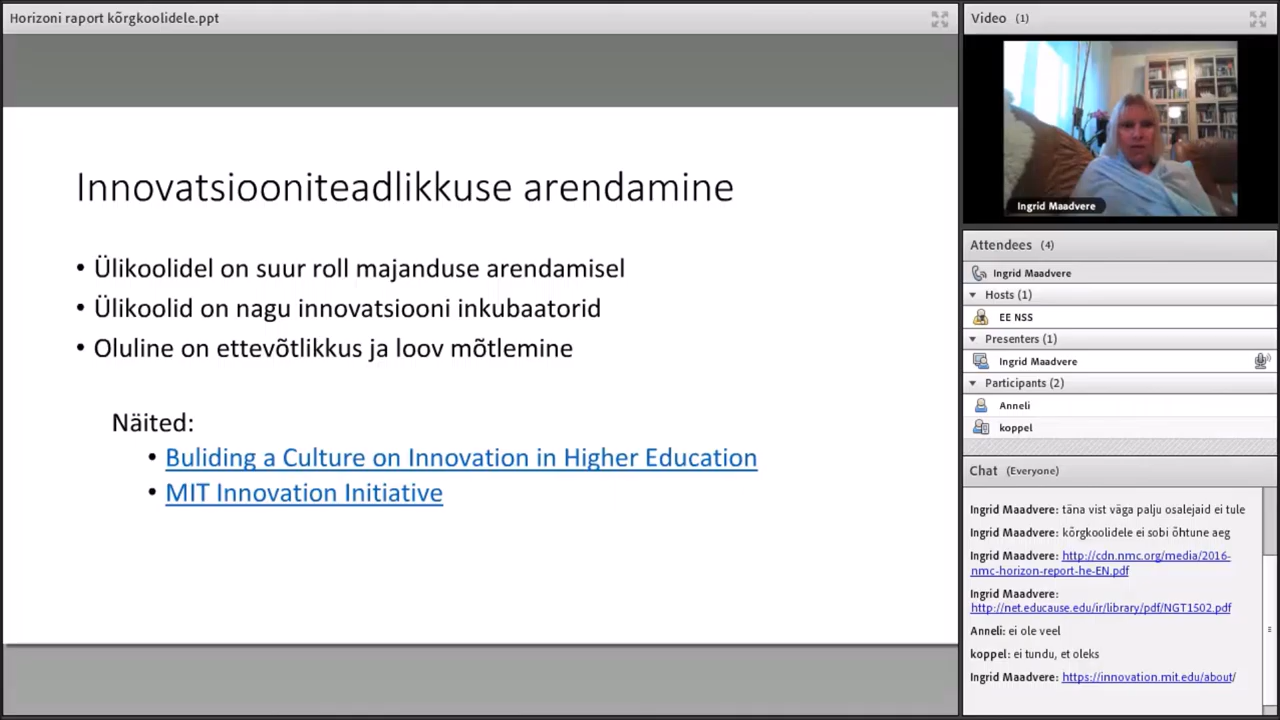 Horizoni raport kõrgkoolidele.ppt
Innovatsiooniteadlikkuse arendamine
• Ülikoolidel on suur roll majanduse arendamisel
• Ülikoolid on nagu innovatsiooni inkubaatorid
• Oluline on ettevõtlikkus ja loov mõtlemine
Näited:
• Buliding a Culture on Innovation in Higher Education
• MIT Innovation Initiative
Video (1)
Ingrid Maadvere
Attendees (4)
Ingrid Maadvere
Hosts (1)
EE NSS
Presenters (1)
Ingrid Maadvere
Participants (2)
Anneli
koppel
Chat (Everyone)
Ingrid Maadvere: täna vist väga palju osalejaid ei tule
Ingrid Maadvere: kõrgkoolidele ei sobi õhtune aeg
Ingrid Maadvere: http://cdn.nmc.org/media/2016-
nmc-horizon-report-he-EN.pdf
Ingrid Maadvere:
http://net.educause.edu/ir/library/pdf/NGT1502.pdf
Anneli: ei ole veel
koppel: ei tundu, et oleks
Ingrid Maadvere: https://innovation.mit.edu/about/